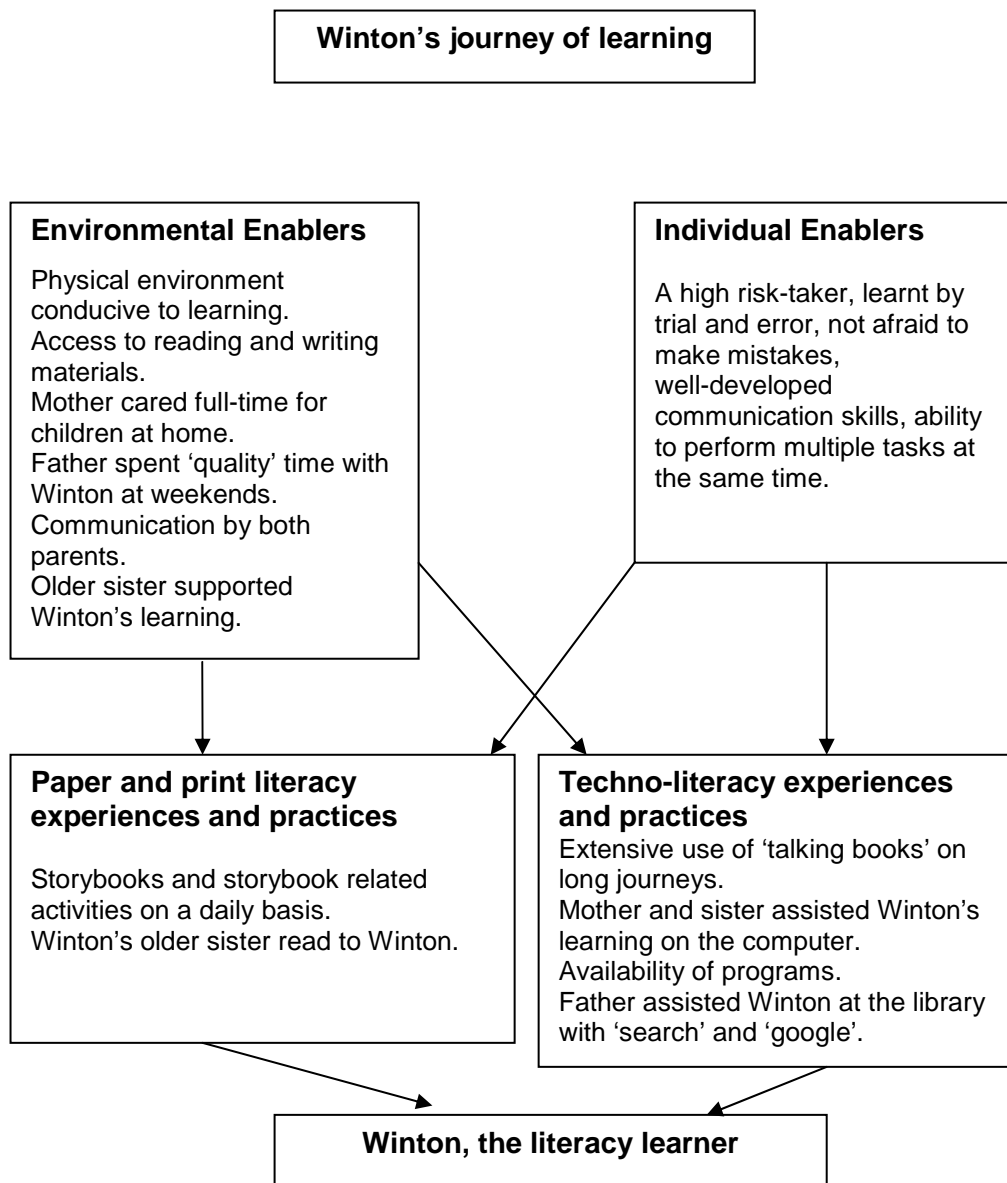 Winton’s journey of learning
Environmental Enablers
Physical environment
conducive to learning.
Access to reading and writing
materials.
Mother cared full-time for
children at home.
Father spent ‘quality’ time with
Winton at weekends.
Communication by both
parents.
Older sister supported
Winton’s learning.
Individual Enablers
A high risk-taker, learnt by
trial and error, not afraid to
make mistakes,
well-developed
communication skills, ability
to perform multiple tasks at
the same time.
Paper and print literacy
experiences and practices
Storybooks and storybook related
activities on a daily basis.
Winton’s older sister read to Winton.
Techno-literacy experiences
and practices
Extensive use of ‘talking books’ on
long journeys.
Mother and sister assisted Winton’s
learning on the computer.
Availability of programs.
Father assisted Winton at the library
with ‘search’ and ‘google’.
Winton, the literacy learner